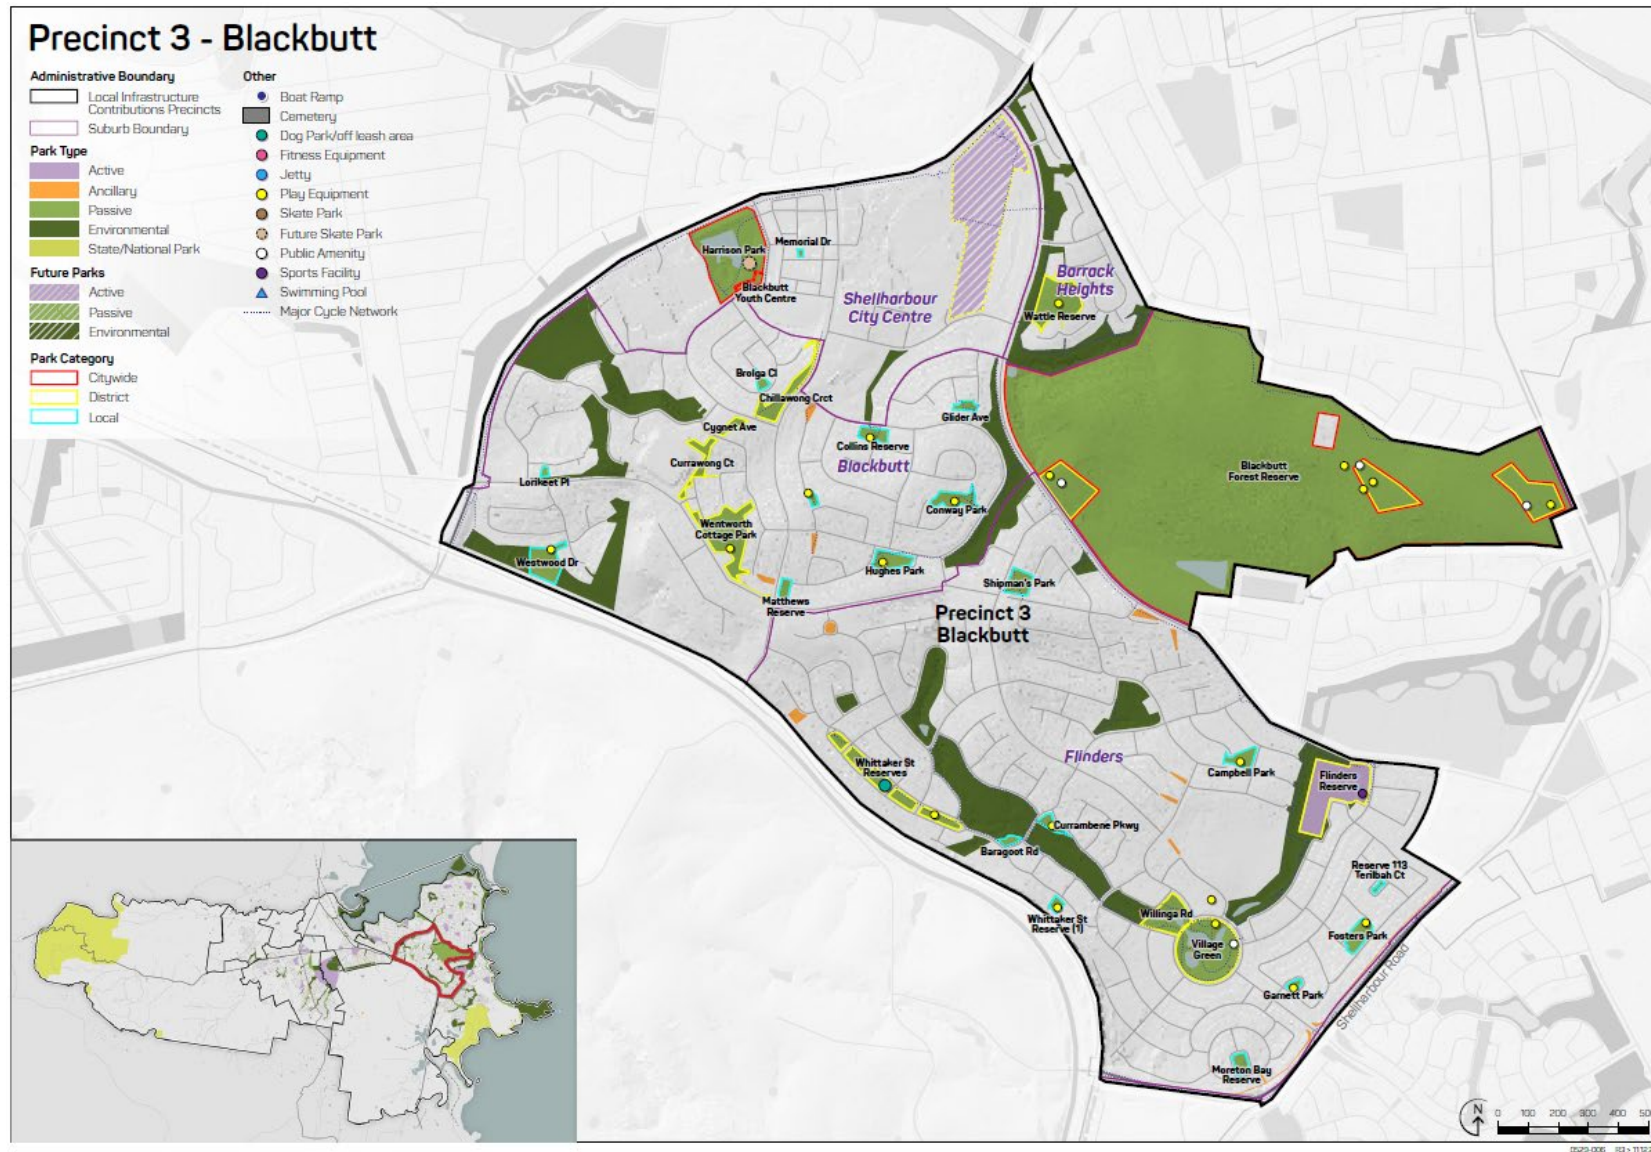 Precinct 3 - Blackbutt
Administrative Boundary
Local Infrastructure
Contributions Precincts
Suburb Boundary
Park Type
Active
Ancillary
Passive
Environmental
State/National Park
Future Parks
Active
Passive
Environmental
Park Category
Citywide
District
Local
Other
Boat Ramp
Cemetery
Dog Park/off leash area
Fitness Equipment
Jetty
Play Equipment
Skate Park
Future Skate Park
Public Amenity
Sports Facility
Swimming Pool
Major Cycle Network
Harrison Park
Memorial Dr
Blackbutt
Youth Centre
Shellharbour
City Centre
Barrack
Heights
Wattle Reserve
Brolga Cl
Chillawong Crct
Cygnet Ave
Glider Ave
Collins Reserve
Blackbutt
Currawong Ct
Lorikeet Pl
Blackbutt
Forest Reserve
Conway Park
Wentworth
Cottage Park
Westwood Dr
Hughes Park
Shipman's Park
Matthews
Reserve
Precinct 3
Blackbutt
Flinders
Whittaker St
Reserves
Campbell Park
Flinders
Reserve
Currambene Pkwy
Baragoot Rd
Reserve 113
Terilbah Ct
Whittaker St
Reserve (1)
Willinga Rd
Village
Green
Fosters Park
Garnett Park
Shellharbour Road
Moreton Bay
Reserve
N
0 100 200 300 400